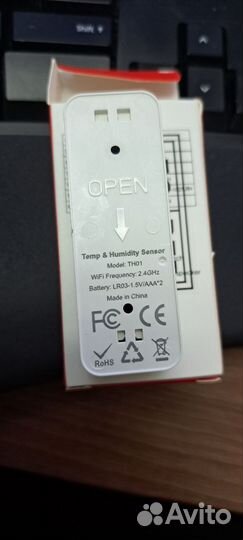 Shift
OPEN
Temp & Humidity Sensor
Model: TH01
WiFi Frequency: 2.4GHz
Battery: LR03-1.5V/AAA*2
Made in China
FC CE
RoHS
Avito